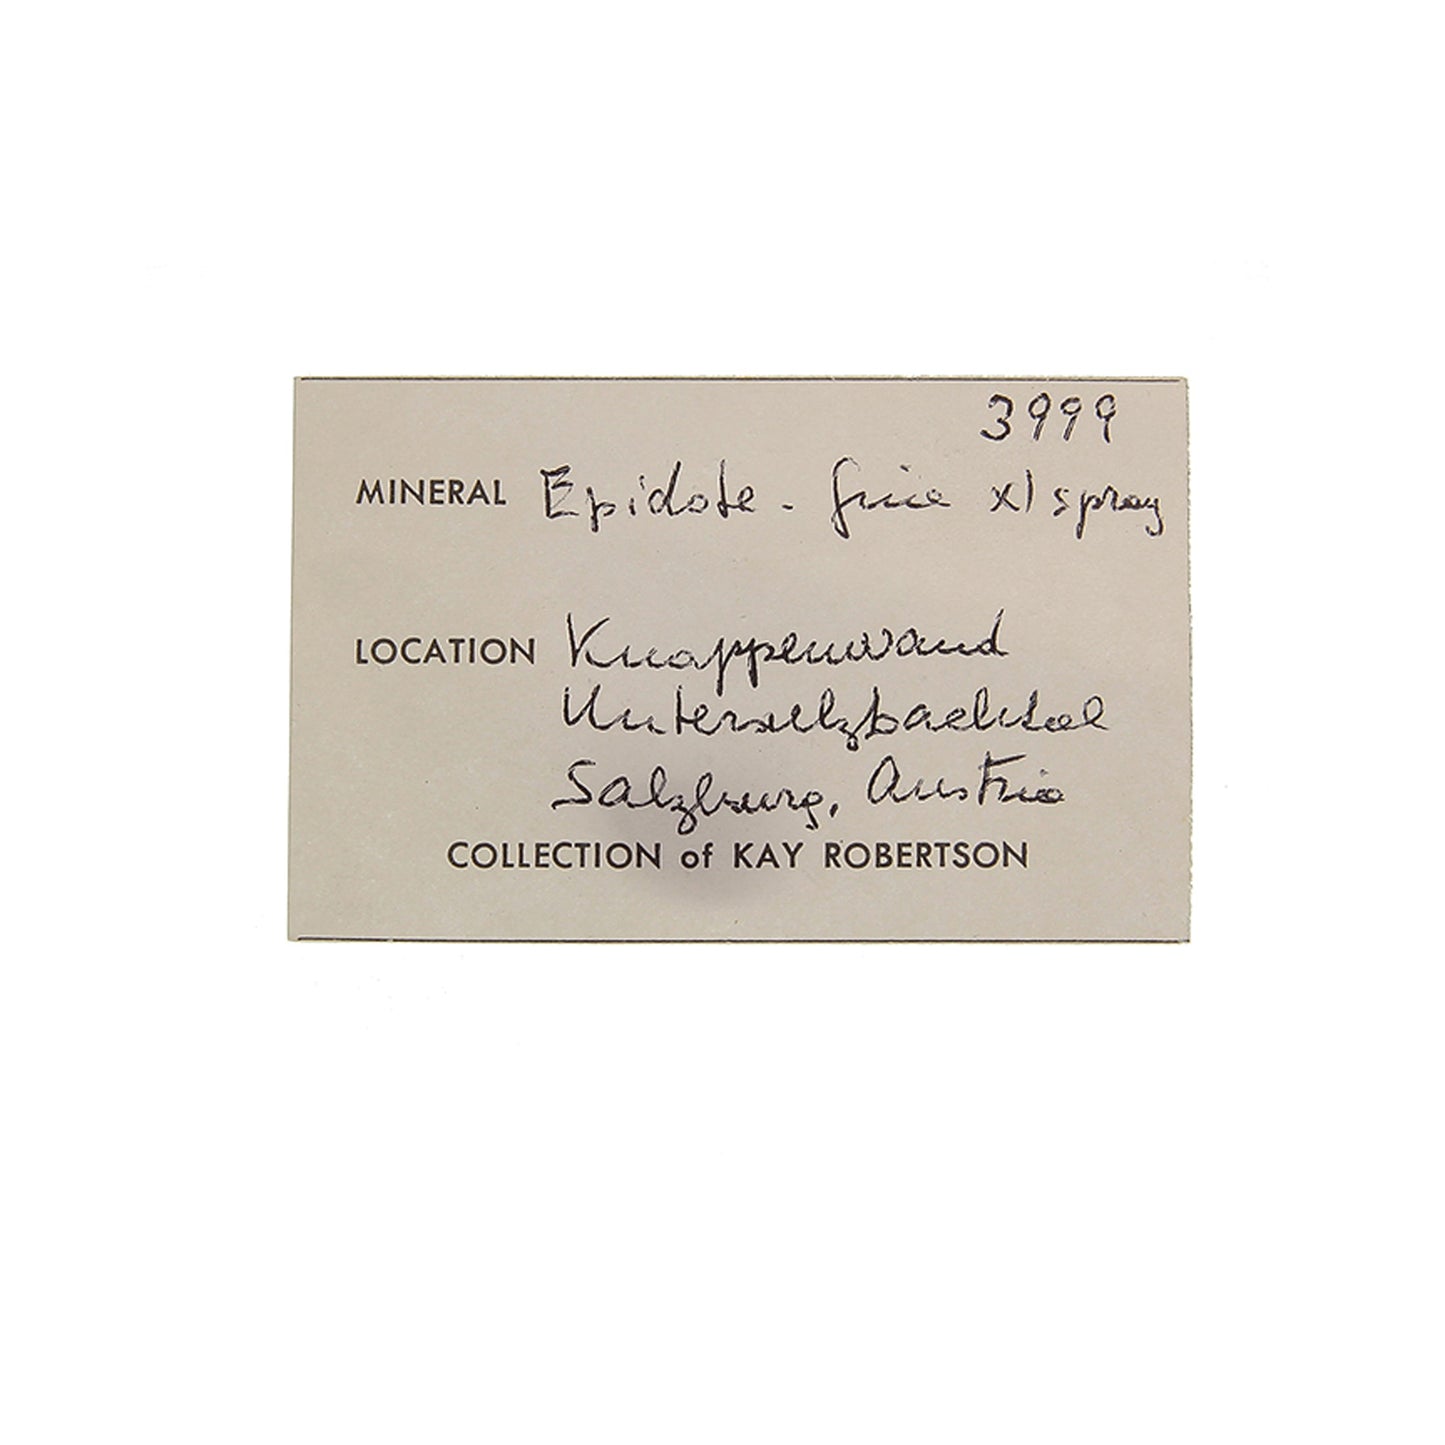 3999
MINERAL Epidote - fine xl spray
LOCATION Knappenwand
Untersulzbachtal
Salzburg, Austria
COLLECTION of KAY ROBERTSON